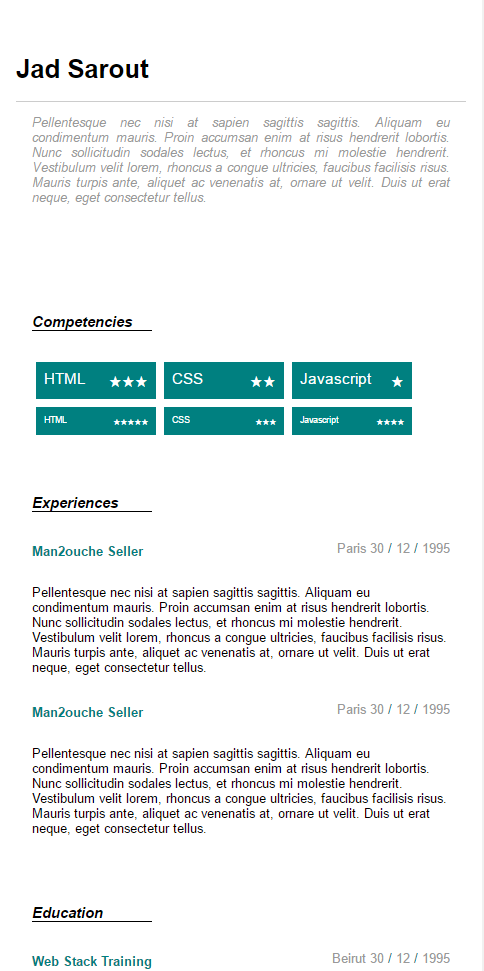 Jad Sarout
Pellentesque nec nisi at sapien sagittis sagittis. Aliquam eu
condimentum mauris. Proin accumsan enim at risus hendrerit lobortis.
Nunc sollicitudin sodales lectus, et rhoncus mi molestie hendrerit.
Vestibulum velit lorem, rhoncus a congue ultricies, faucibus facilisis risus.
Mauris turpis ante, aliquet ac venenatis at, ornare ut velit. Duis ut erat
neque, eget consectetur tellus.
Competencies
HTML ★★★ CSS ★★ Javascript ★
HTML ★★★★★ CSS ★★★ Javascript ★★★★
Experiences
Man2ouche Seller Paris 30 / 12 / 1995
Pellentesque nec nisi at sapien sagittis sagittis. Aliquam eu
condimentum mauris. Proin accumsan enim at risus hendrerit lobortis.
Nunc sollicitudin sodales lectus, et rhoncus mi molestie hendrerit.
Vestibulum velit lorem, rhoncus a congue ultricies, faucibus facilisis risus.
Mauris turpis ante, aliquet ac venenatis at, ornare ut velit. Duis ut erat
neque, eget consectetur tellus.
Man2ouche Seller Paris 30 / 12 / 1995
Pellentesque nec nisi at sapien sagittis sagittis. Aliquam eu
condimentum mauris. Proin accumsan enim at risus hendrerit lobortis.
Nunc sollicitudin sodales lectus, et rhoncus mi molestie hendrerit.
Vestibulum velit lorem, rhoncus a congue ultricies, faucibus facilisis risus.
Mauris turpis ante, aliquet ac venenatis at, ornare ut velit. Duis ut erat
neque, eget consectetur tellus.
Education
Web Stack Training Beirut 30 / 12 / 1995